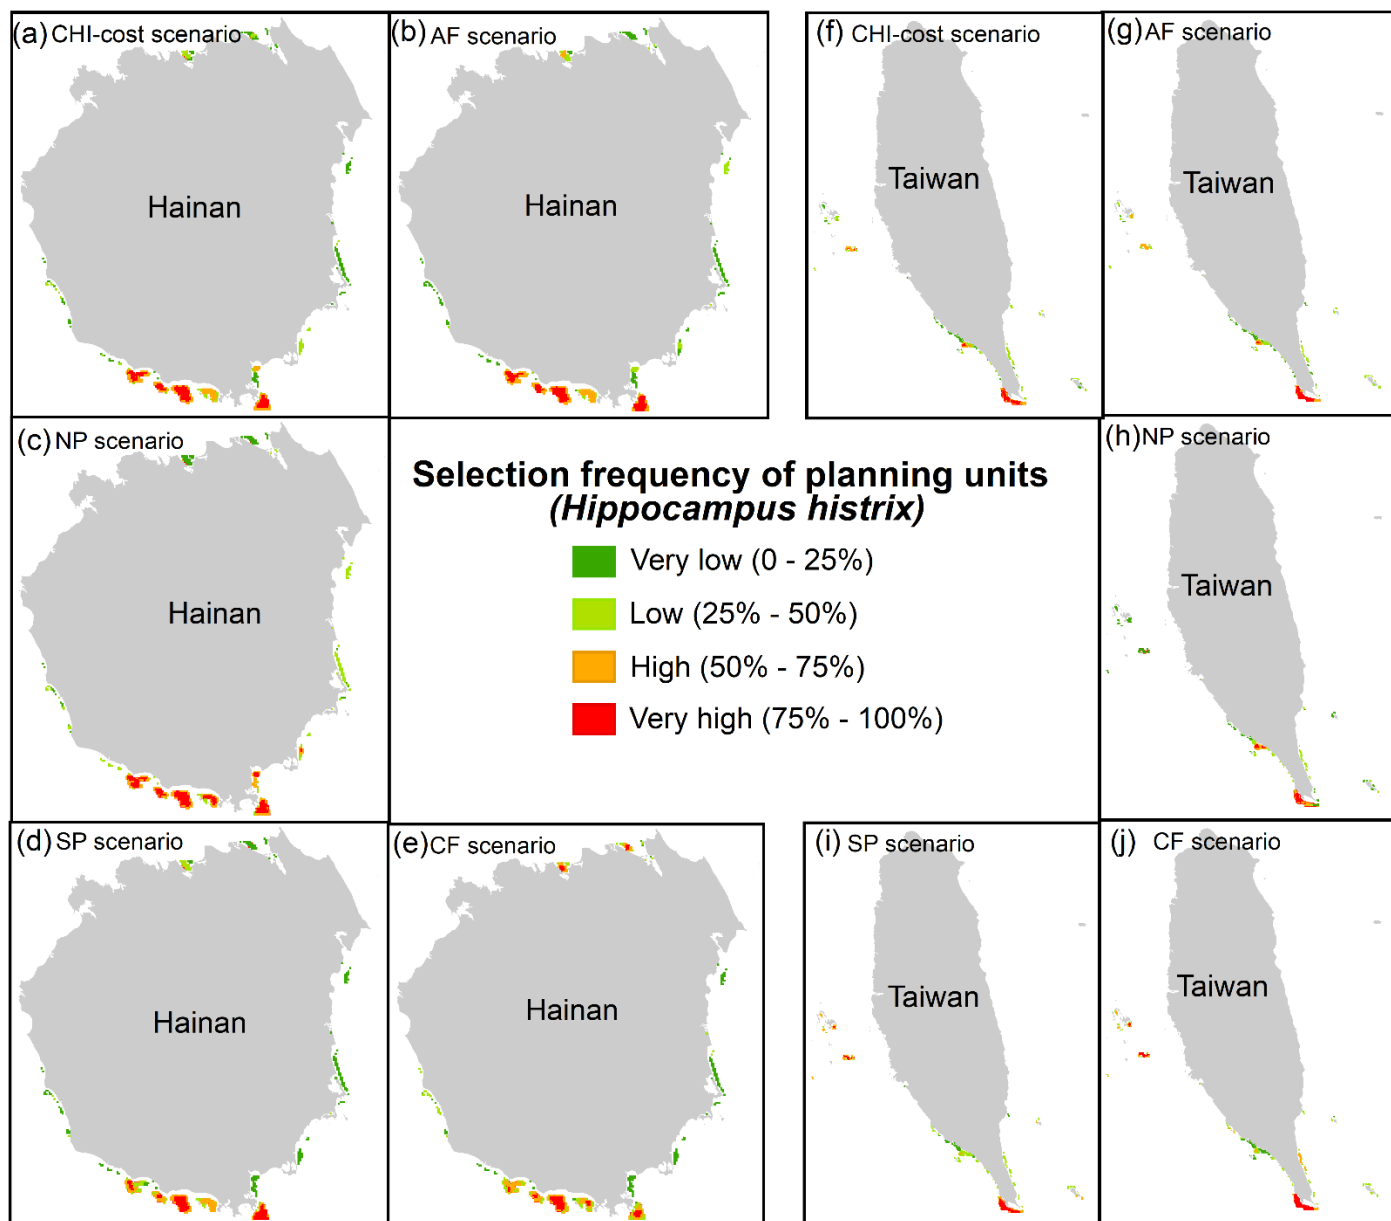 (a) CHI-cost scenario
Hainan
(b) AF scenario
Hainan
(f) CHI-cost scenario
Taiwan
(g) AF scenario
Taiwan
(c) NP scenario
Hainan
Selection frequency of planning units
(Hippocampus histrix)
Very low (0 - 25%)
Low (25% - 50%)
High (50% - 75%)
Very high (75% - 100%)
(h) NP scenario
Taiwan
(d) SP scenario
Hainan
(e) CF scenario
Hainan
(i) SP scenario
Taiwan
(j) CF scenario
Taiwan